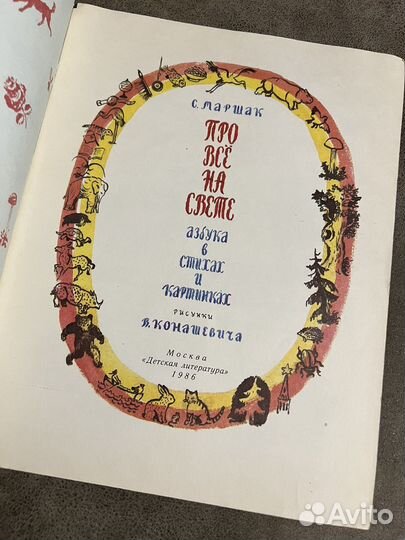 С. МАРШАК
ПРО
ВСЁ
НА
СВЕТЕ
АЗБУКА
В
СТИХАХ
И
КАРТИНКАХ
РИСУНКИ
В. КОНАШЕВИЧА
Москва
«Детская литература»
1986
Avito